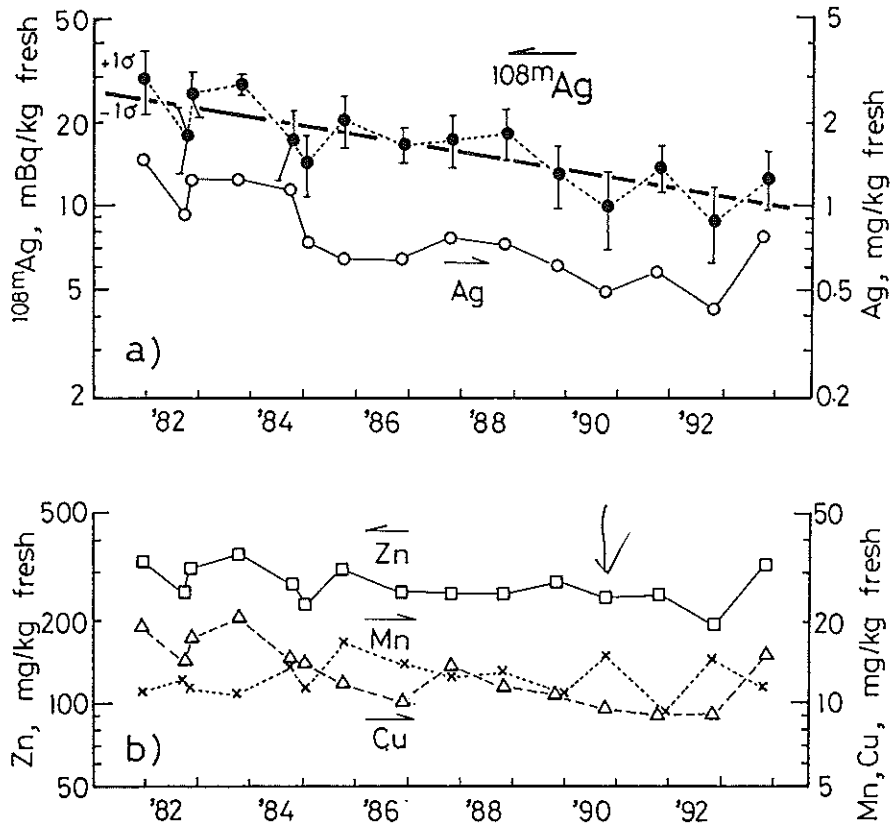 50
20
10
5
2
¹⁰⁸ᵐAg, mBq/kg fresh
+1σ
-1σ
¹⁰⁸ᵐAg
Ag
a)
5
2
1
0.5
0.2
Ag, mg/kg fresh
'82 '84 '86 '88 '90 '92
500
200
100
50
Zn, mg/kg fresh
Zn
Mn
Cu
b)
50
20
10
5
Mn, Cu, mg/kg fresh
'82 '84 '86 '88 '90 '92